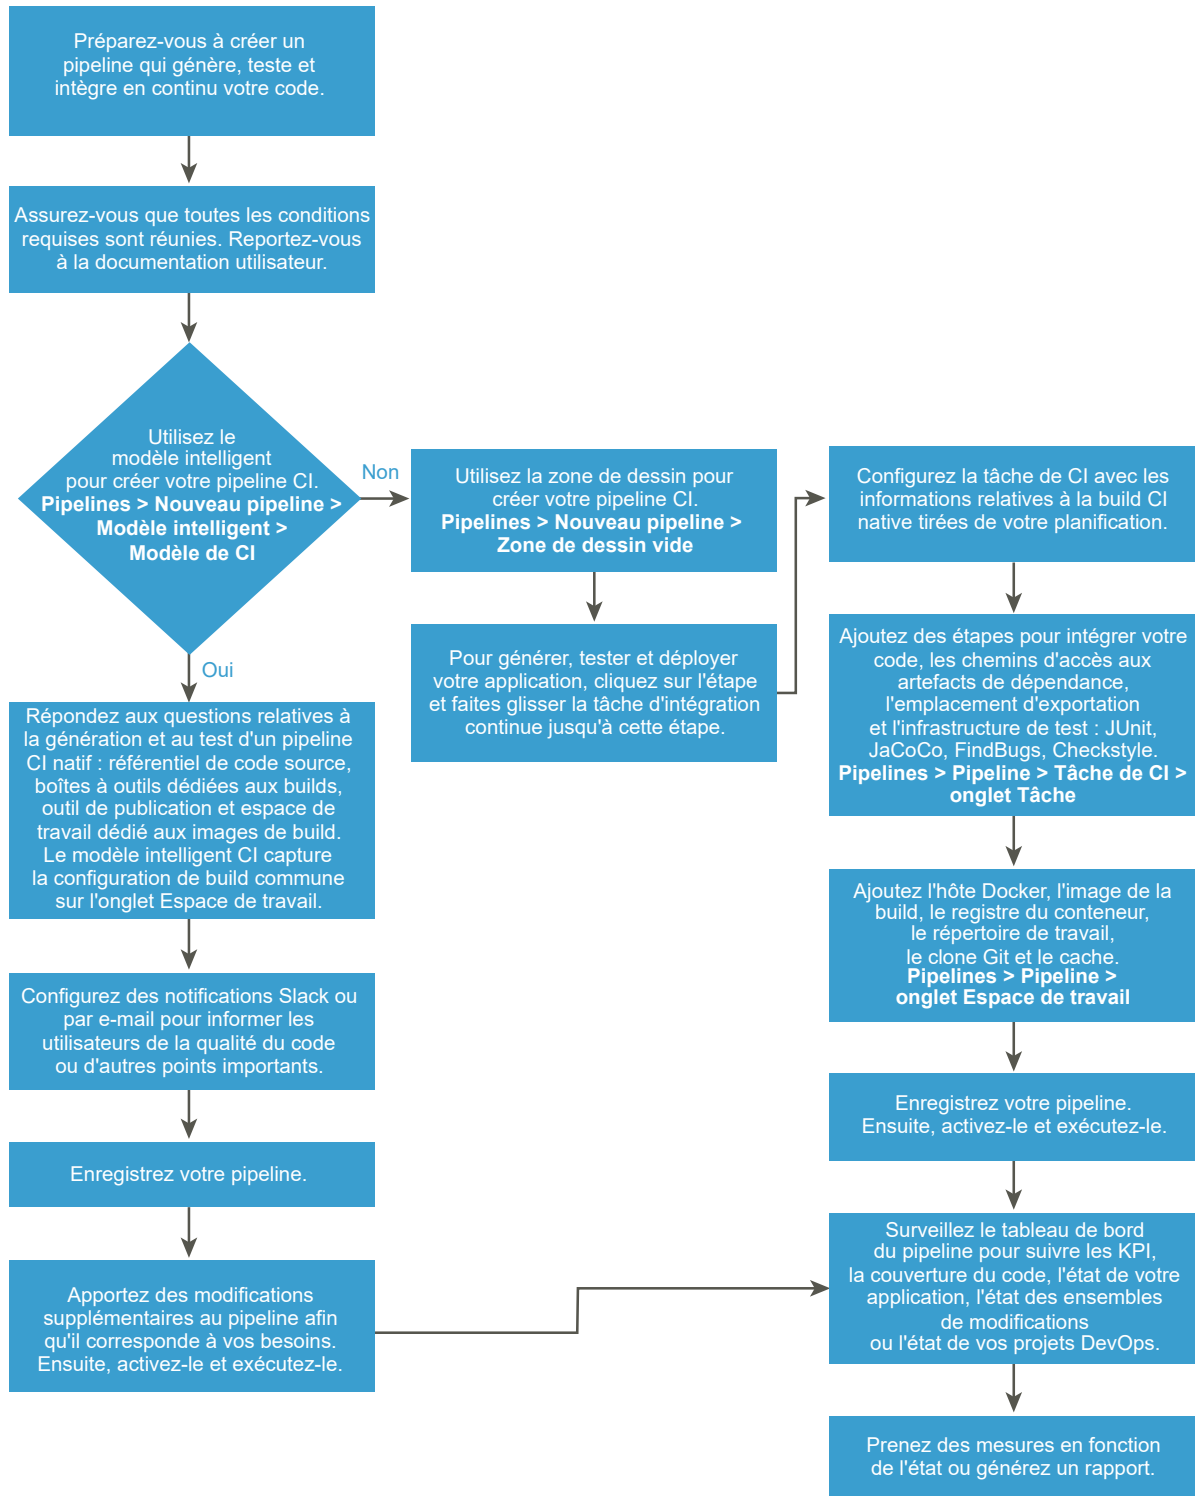 Préparez-vous à créer un
pipeline qui génère, teste et
intègre en continu votre code.
Assurez-vous que toutes les conditions
requises sont réunies. Reportez-vous
à la documentation utilisateur.
Utilisez le
modèle intelligent
pour créer votre pipeline CI.
Pipelines > Nouveau pipeline >
Modèle intelligent >
Modèle de CI
Non
Oui
Répondez aux questions relatives à
la génération et au test d'un pipeline
CI natif : référentiel de code source,
boîtes à outils dédiées aux builds,
outil de publication et espace de
travail dédié aux images de build.
Le modèle intelligent CI capture
la configuration de build commune
sur l'onglet Espace de travail.
Configurez des notifications Slack ou
par e-mail pour informer les
utilisateurs de la qualité du code
ou d'autres points importants.
Enregistrez votre pipeline.
Apportez des modifications
supplémentaires au pipeline afin
qu'il corresponde à vos besoins.
Ensuite, activez-le et exécutez-le.
Utilisez la zone de dessin pour
créer votre pipeline CI.
Pipelines > Nouveau pipeline >
Zone de dessin vide
Pour générer, tester et déployer
votre application, cliquez sur l'étape
et faites glisser la tâche d'intégration
continue jusqu'à cette étape.
Configurez la tâche de CI avec les
informations relatives à la build CI
native tirées de votre planification.
Ajoutez des étapes pour intégrer votre
code, les chemins d'accès aux
artefacts de dépendance,
l'emplacement d'exportation
et l'infrastructure de test : JUnit,
JaCoCo, FindBugs, Checkstyle.
Pipelines > Pipeline > Tâche de CI >
onglet Tâche
Ajoutez l'hôte Docker, l'image de la
build, le registre du conteneur,
le répertoire de travail,
le clone Git et le cache.
Pipelines > Pipeline >
onglet Espace de travail
Enregistrez votre pipeline.
Ensuite, activez-le et exécutez-le.
Surveillez le tableau de bord
du pipeline pour suivre les KPI,
la couverture du code, l'état de votre
application, l'état des ensembles
de modifications
ou l'état de vos projets DevOps.
Prenez des mesures en fonction
de l'état ou générez un rapport.